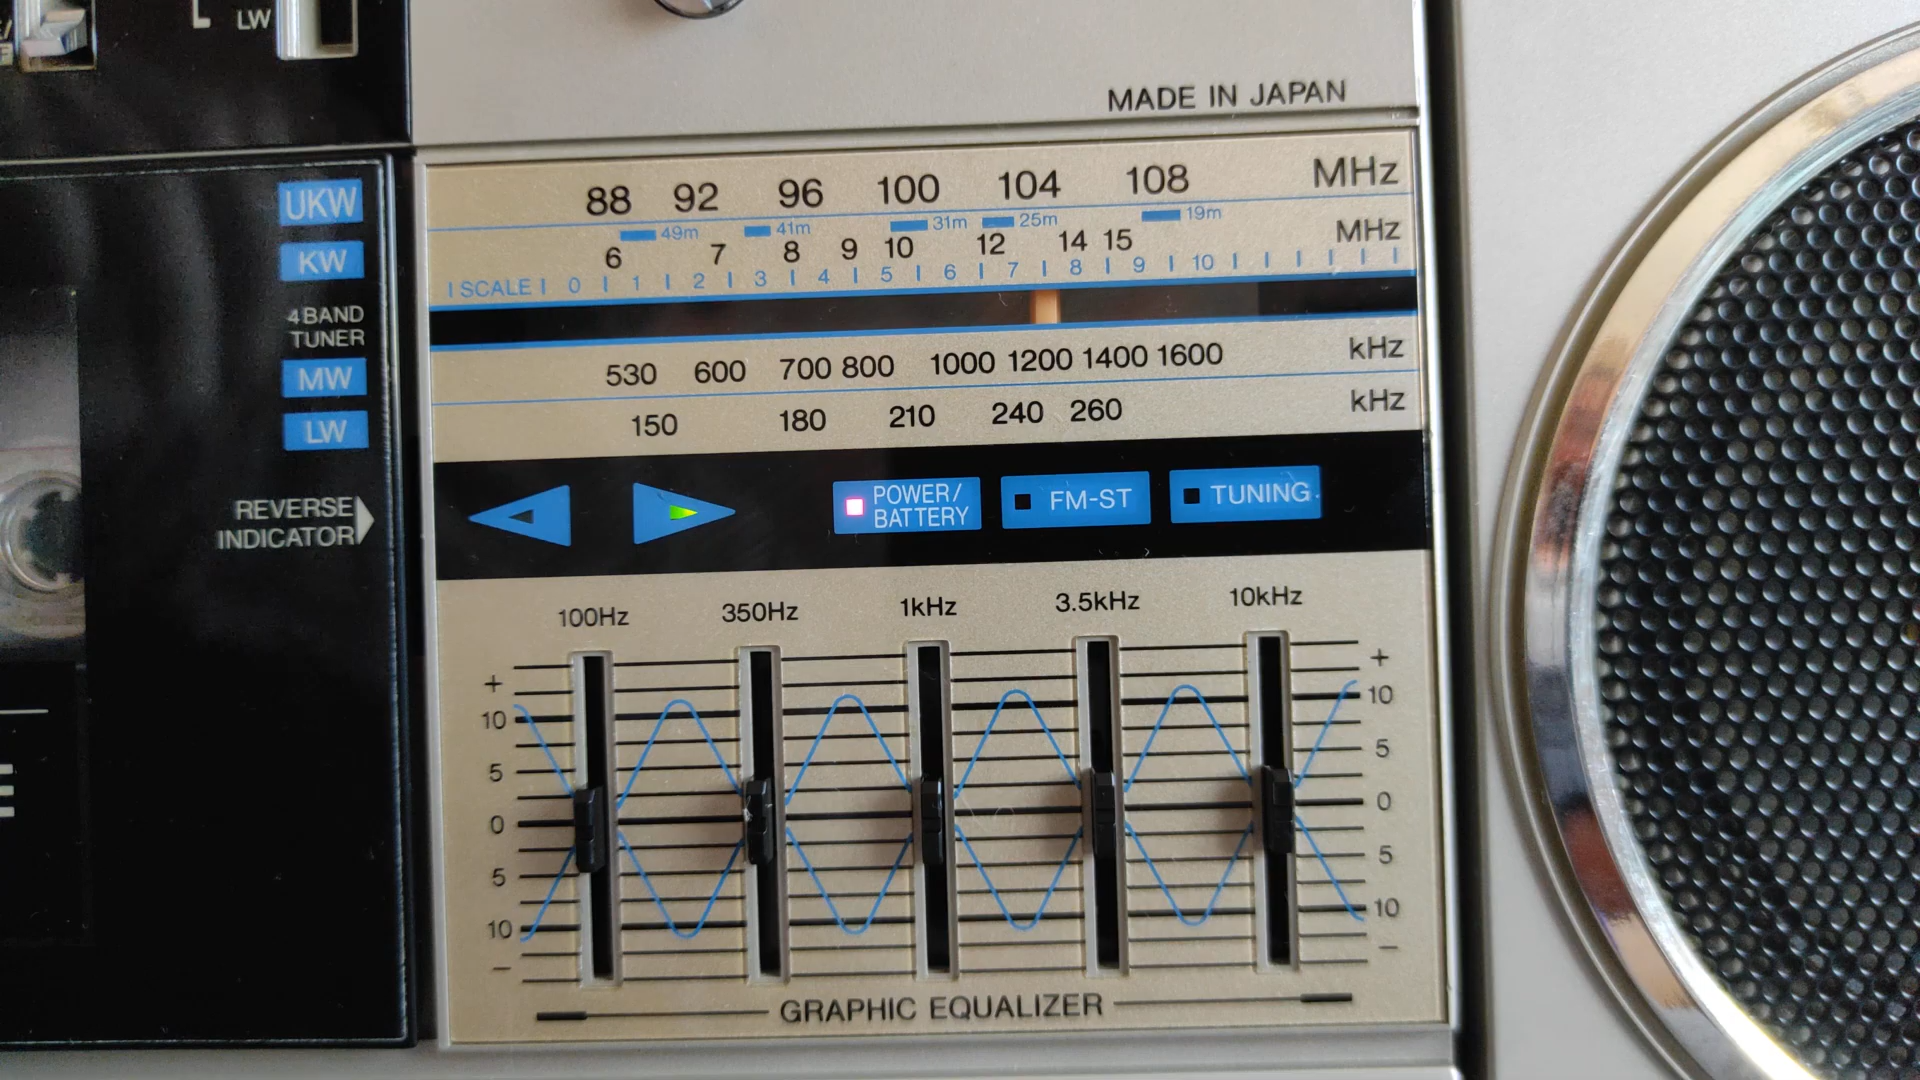 LW
MADE IN JAPAN
UKW
KW
4 BAND
TUNER
MW
LW
REVERSE
INDICATOR
88 92 96 100 104 108 MHz
49m 41m 31m 25m 19m
6 7 8 9 10 12 14 15 MHz
SCALE 0 1 2 3 4 5 6 7 8 9 10
530 600 700 800 1000 1200 1400 1600 kHz
150 180 210 240 260 kHz
POWER/
BATTERY
FM-ST
TUNING
100Hz 350Hz 1kHz 3.5kHz 10kHz
+ +
10 10
5 5
0 0
5 5
10 10
− −
GRAPHIC EQUALIZER